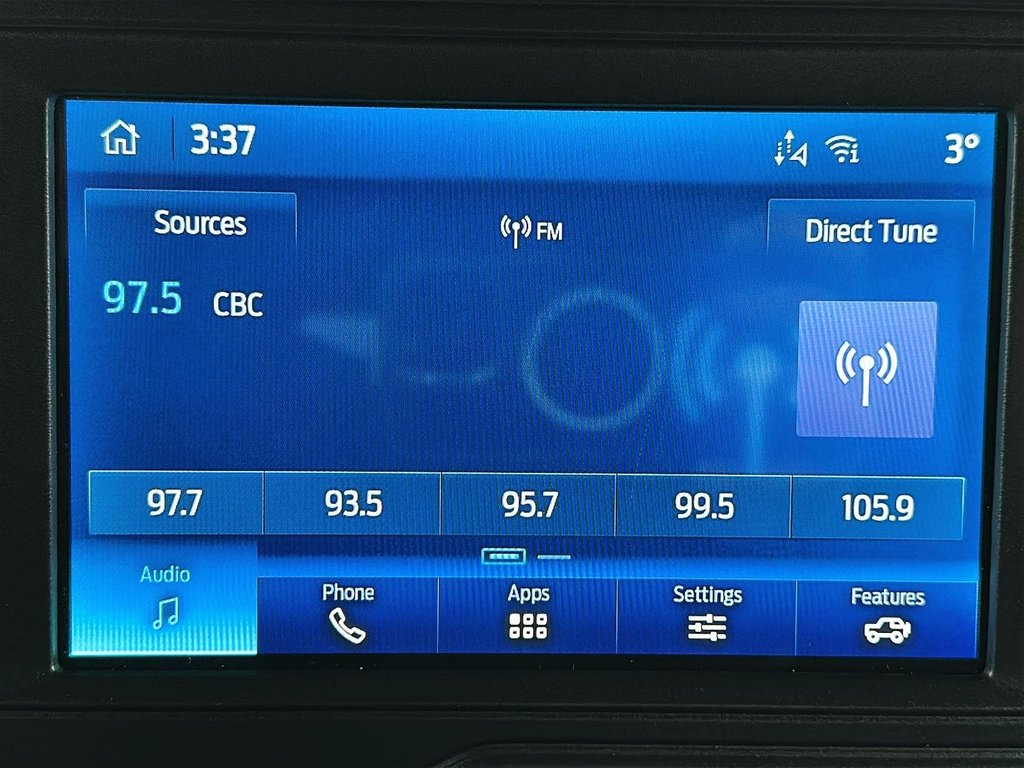 3:37
3°
Sources
FM
Direct Tune
97.5 CBC
97.7 93.5 95.7 99.5 105.9
Audio Phone Apps Settings Features